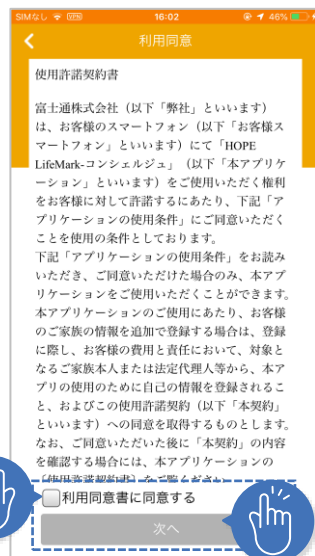 SIMなし VPN 16:02 46%
利用同意
使用許諾契約書
富士通株式会社（以下「弊社」といいます）
は、お客様のスマートフォン（以下「お客様ス
マートフォン」といいます）にて「HOPE
LifeMark-コンシェルジュ」（以下「本アプリケ
ーション」といいます）をご使用いただく権利
をお客様に対して許諾するにあたり、下記「ア
プリケーションの使用条件」にご同意いただく
ことを使用の条件としております。
下記「アプリケーションの使用条件」をお読み
いただき、ご同意いただけた場合のみ、本アプ
リケーションをご使用いただくことができます。
本アプリケーションのご使用にあたり、お客様
のご家族の情報を追加で登録する場合は、登録
に際し、お客様の費用と責任において、対象と
なるご家族本人または法定代理人等から、本ア
プリの使用のために自己の情報を登録されるこ
と、およびこの使用許諾契約（以下「本契約」
といいます）への同意を取得するものとします。
なお、ご同意いただいた後に「本契約」の内容
を確認する場合には、本アプリケーションの
「使用許諾契約書」をご覧ください
利用同意書に同意する
次へ